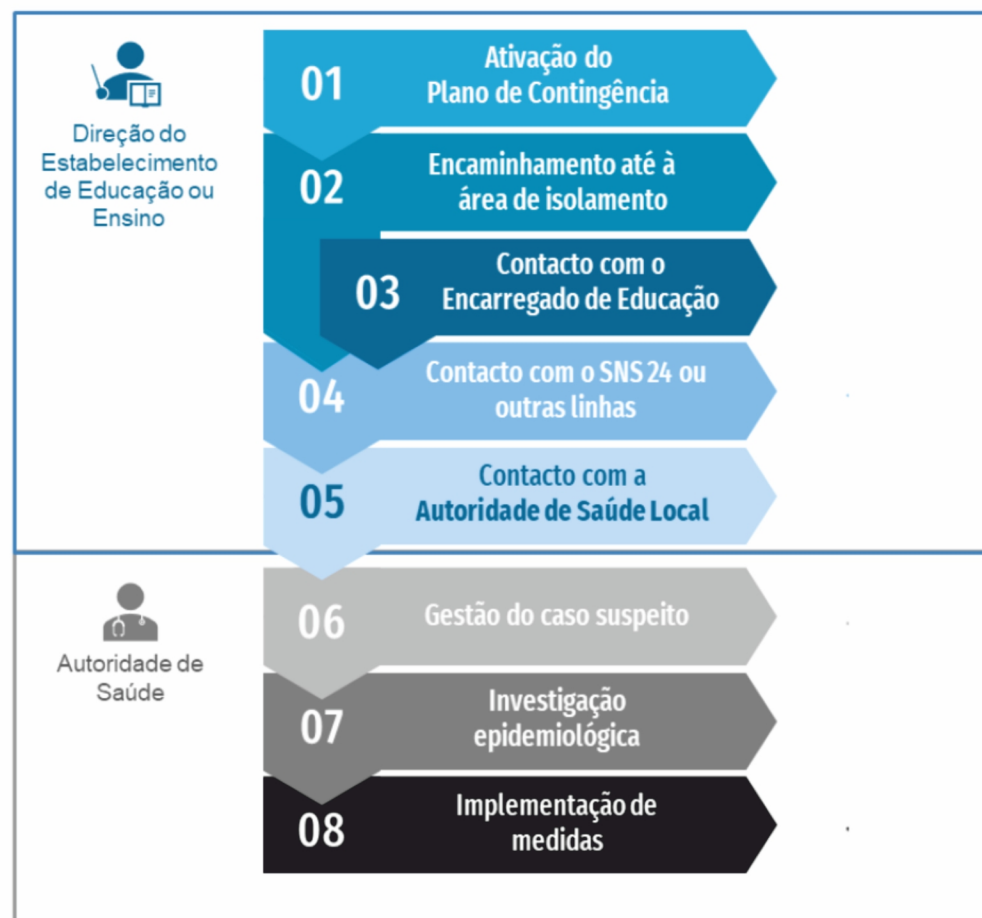 Direção do
Estabelecimento
de Educação ou
Ensino
01
Ativação do
Plano de Contingência
02
Encaminhamento até à
área de isolamento
03
Contacto com o
Encarregado de Educação
04
Contacto com o SNS 24 ou
outras linhas
05
Contacto com a
Autoridade de Saúde Local
Autoridade de
Saúde
06
Gestão do caso suspeito
07
Investigação
epidemiológica
08
Implementação de
medidas